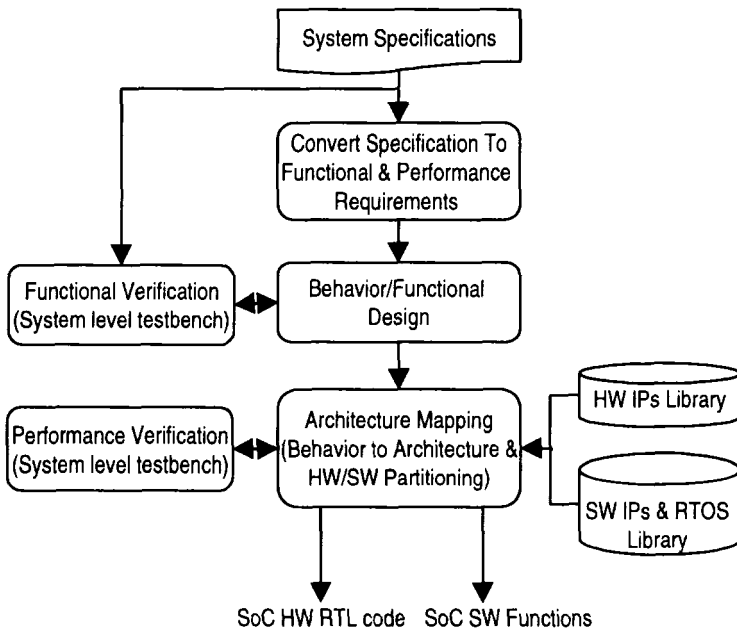 System Specifications
Convert Specification To
Functional & Performance
Requirements
Functional Verification
(System level testbench)
Behavior/Functional
Design
Performance Verification
(System level testbench)
Architecture Mapping
(Behavior to Architecture &
HW/SW Partitioning)
HW IPs Library
SW IPs & RTOS
Library
SoC HW RTL code
SoC SW Functions